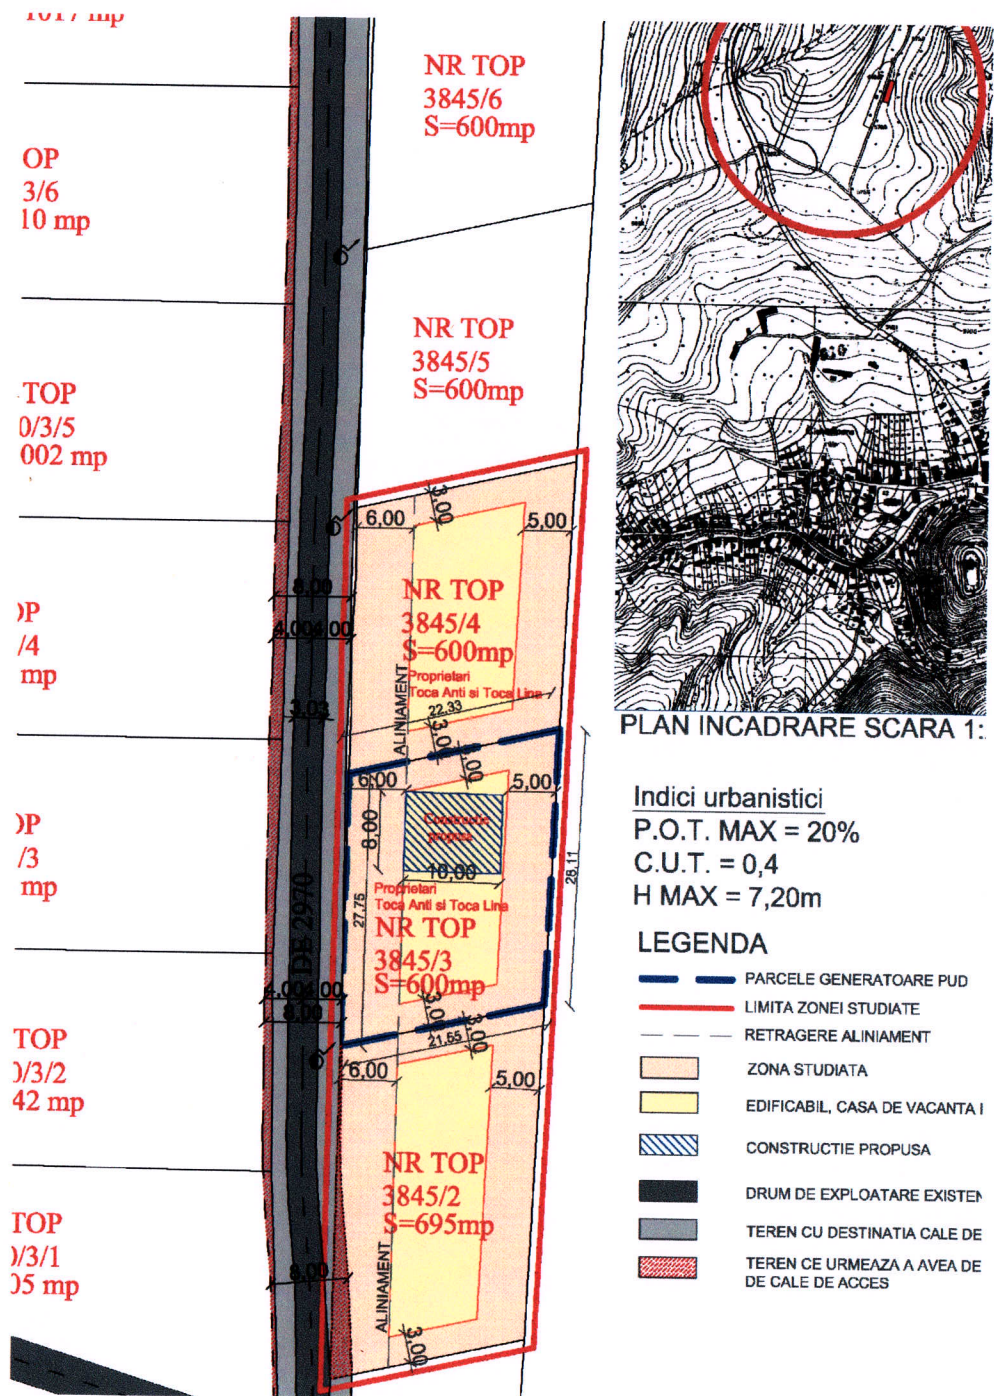 1017 mp
OP
3/6
10 mp
TOP
0/3/5
002 mp
OP
/4
mp
OP
/3
mp
TOP
0/3/2
42 mp
TOP
0/3/1
05 mp
NR TOP
3845/6
S=600mp
NR TOP
3845/5
S=600mp
3,00
6,00
5,00
NR TOP
3845/4
S=600mp
Proprietari
Toca Anti si Toca Lina
ALINIAMENT
22.33
3,00
3,00
6,00
5,00
8,00
Constructie
propusa
10,00
27.75
28.11
Proprietari
Toca Anti si Toca Lina
NR TOP
3845/3
S=600mp
3,00
3,00
21.55
6,00
5,00
NR TOP
3845/2
S=695mp
ALINIAMENT
3,00
8,00
4,00 4,00
3,03
DE 2970
4,00 4,00
8,00
8,00
PLAN INCADRARE SCARA 1:
Indici urbanistici
P.O.T. MAX = 20%
C.U.T. = 0,4
H MAX = 7,20m
LEGENDA
PARCELE GENERATOARE PUD
LIMITA ZONEI STUDIATE
RETRAGERE ALINIAMENT
ZONA STUDIATA
EDIFICABIL, CASA DE VACANTA
CONSTRUCTIE PROPUSA
DRUM DE EXPLOATARE EXISTEN
TEREN CU DESTINATIA CALE DE
TEREN CE URMEAZA A AVEA DE
DE CALE DE ACCES